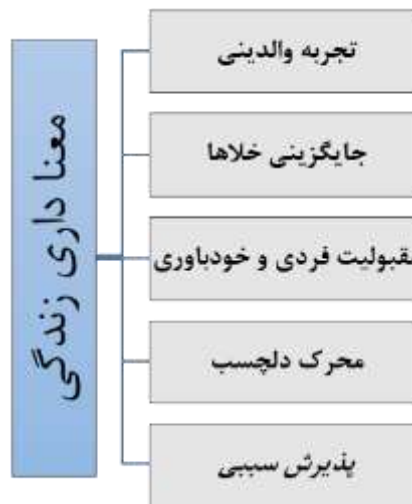 معنا داری زندگی
تجربه والدینی
جایگزینی خلاها
مقبولیت فردی و خودباوری
محرک دلچسب
پذیرش سببی